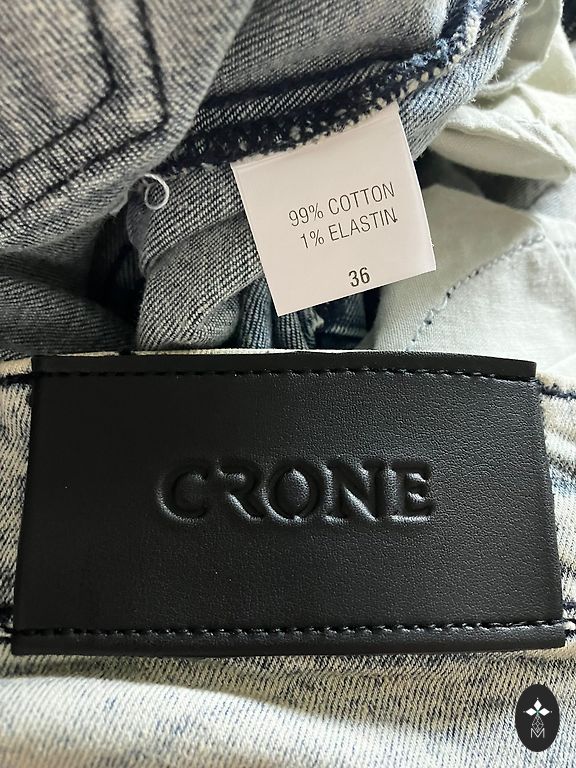 99% COTTON
1% ELASTIN
36
CRONE
M